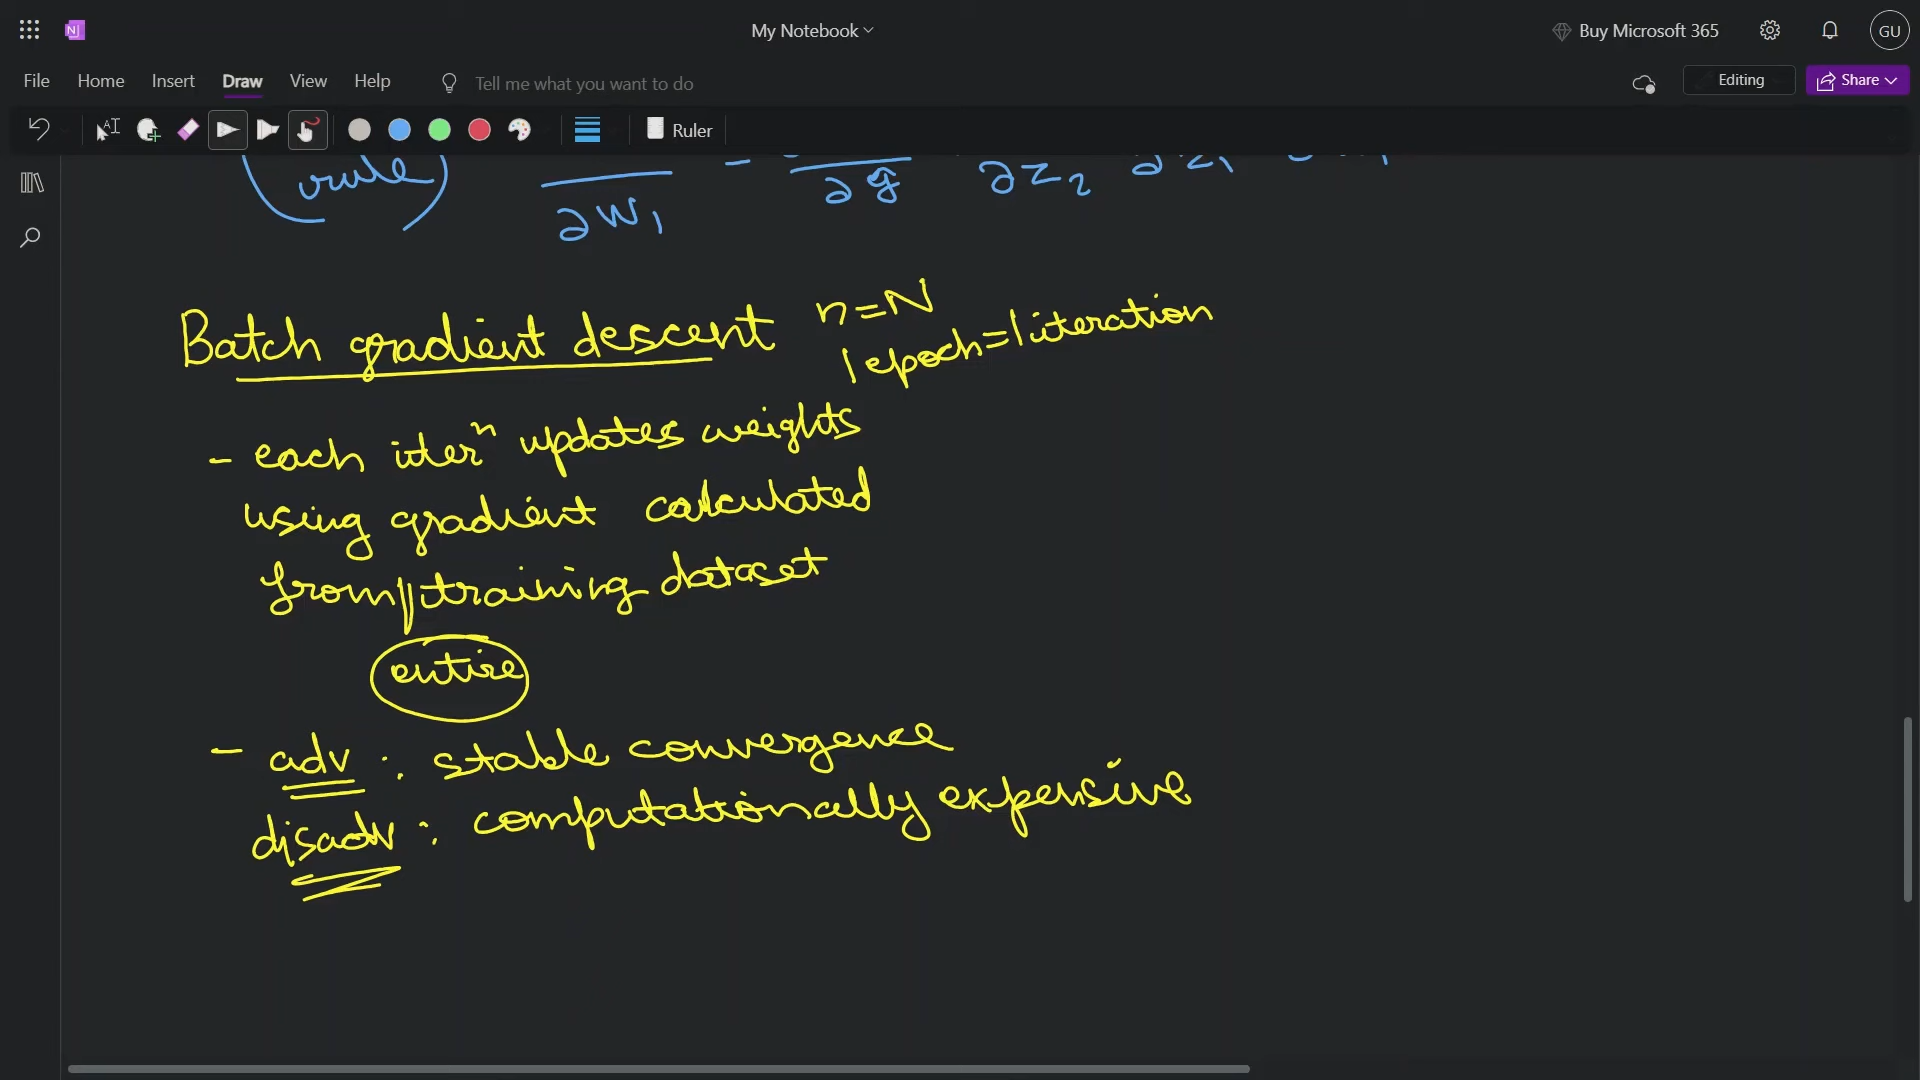 My Notebook
Buy Microsoft 365
GU
File Home Insert Draw View Help Tell me what you want to do
Editing Share
Ruler
(rule)
∂W₁ = ∂ŷ ∂z₂ ∂z₁
Batch gradient descent n=N
1 epoch=1 iteration
- each iterⁿ updates weights
using gradient calculated
from training dataset
entire
- adv : stable convergence
disadv : computationally expensive